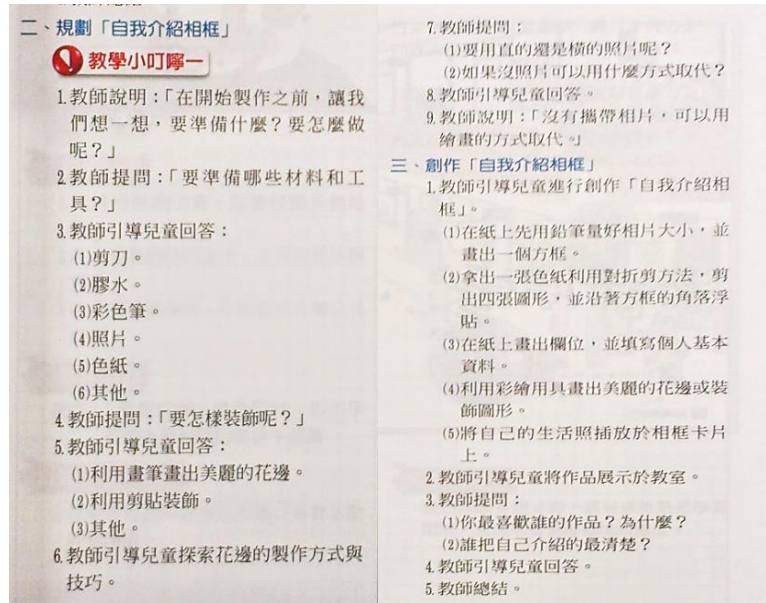 二、規劃「自我介紹相框」
教學小叮嚀一
1.教師說明：「在開始製作之前，讓我
們想一想，要準備什麼？要怎麼做
呢？」
2.教師提問：「要準備哪些材料和工
具？」
3.教師引導兒童回答：
(1)剪刀。
(2)膠水。
(3)彩色筆。
(4)照片。
(5)色紙。
(6)其他。
4.教師提問：「要怎樣裝飾呢？」
5.教師引導兒童回答：
(1)利用畫筆畫出美麗的花邊。
(2)利用剪貼裝飾。
(3)其他。
6.教師引導兒童探索花邊的製作方式與
技巧。
7.教師提問：
(1)要用直的還是橫的照片呢？
(2)如果沒照片可以用什麼方式取代？
8.教師引導兒童回答。
9.教師說明：「沒有攜帶相片，可以用
繪畫的方式取代。」
三、創作「自我介紹相框」
1.教師引導兒童進行創作「自我介紹相
框」。
(1)在紙上先用鉛筆量好相片大小，並
畫出一個方框。
(2)拿出一張色紙利用對折剪方法，剪
出四張圖形，並沿著方框的角落浮
貼。
(3)在紙上畫出欄位，並填寫個人基本
資料。
(4)利用彩繪用具畫出美麗的花邊或裝
飾圖形。
(5)將自己的生活照插放於相框卡片
上。
2.教師引導兒童將作品展示於教室。
3.教師提問：
(1)你最喜歡誰的作品？為什麼？
(2)誰把自己介紹的最清楚？
4.教師引導兒童回答。
5.教師總結。